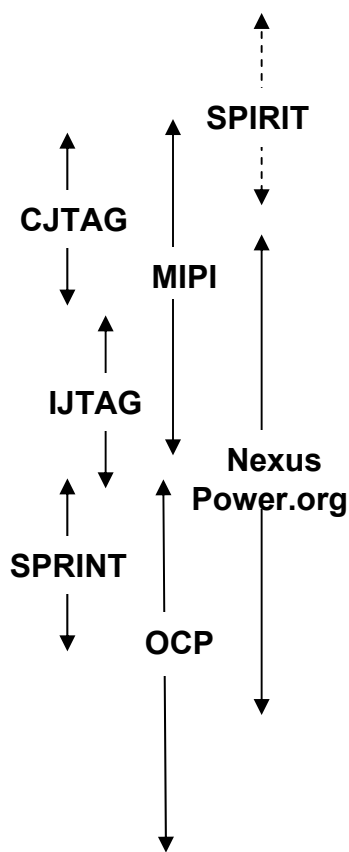 SPIRIT
CJTAG
MIPI
IJTAG
Nexus
Power.org
SPRINT
OCP